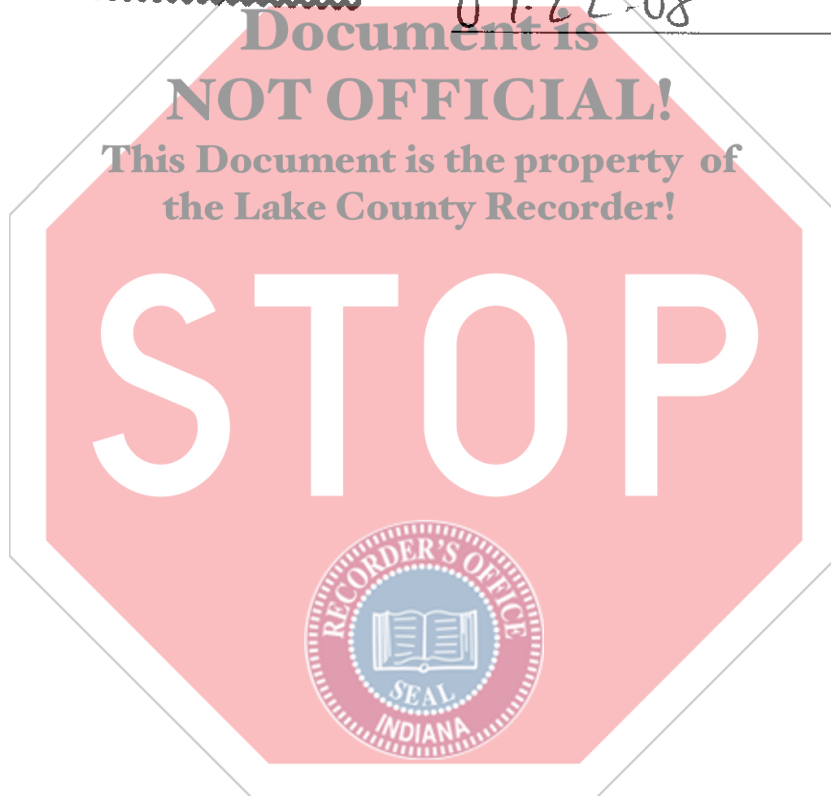 Document is
NOT OFFICIAL!
This Document is the property of
the Lake County Recorder!
STOP
RECORDER'S OFFICE
SEAL
INDIANA